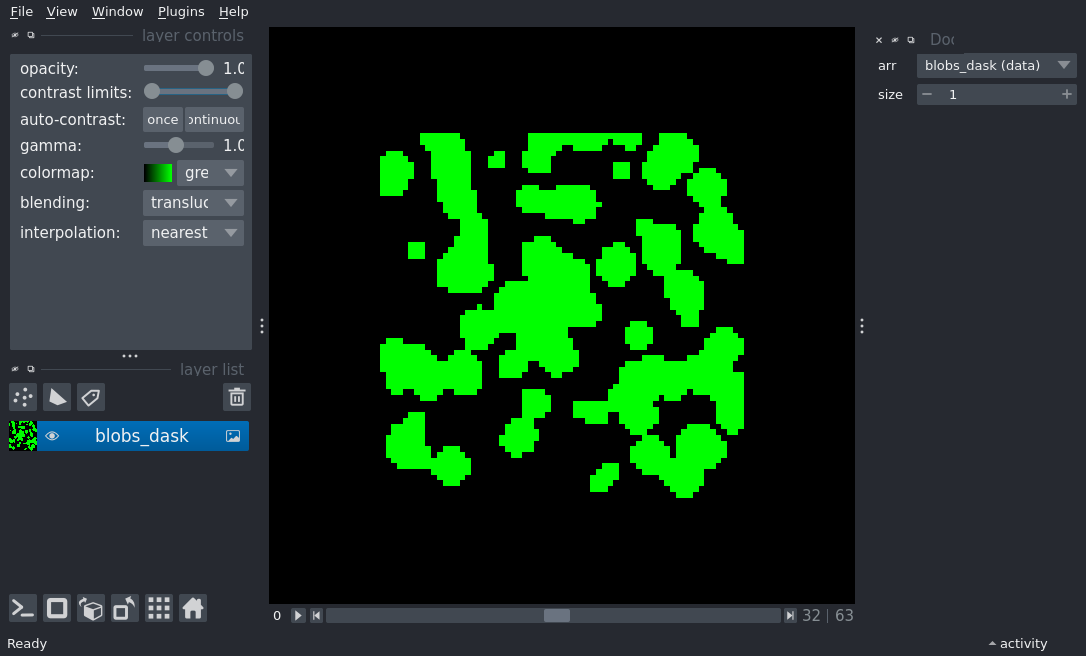 File View Window Plugins Help
layer controls
opacity: 1.0
contrast limits:
auto-contrast: once ontinuou
gamma: 1.0
colormap: gre
blending: transluc
interpolation: nearest
layer list
blobs_dask
0 32 | 63
Ready
Doc
arr blobs_dask (data)
size 1
activity